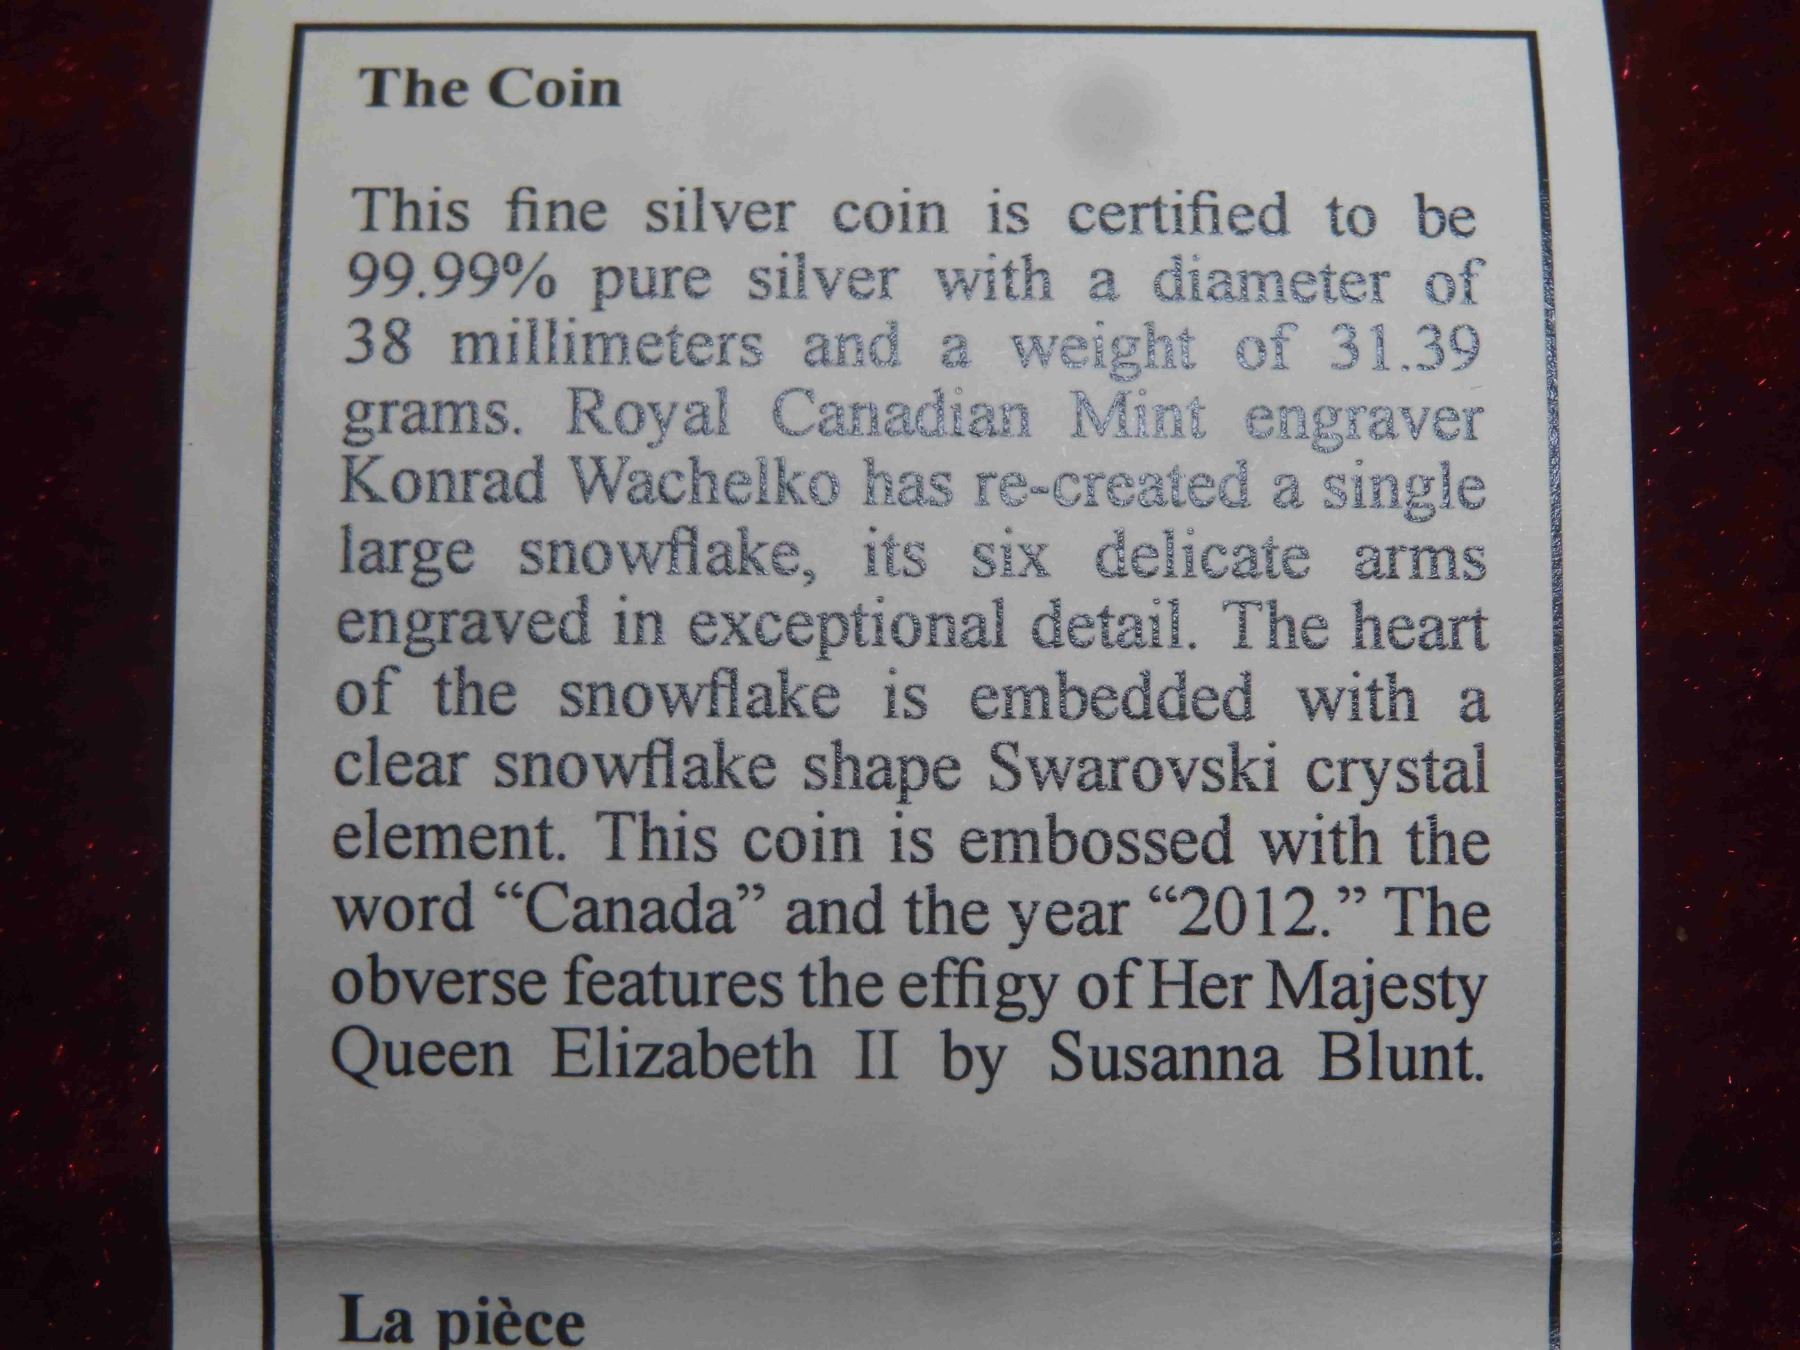 The Coin
This fine silver coin is certified to be
99.99% pure silver with a diameter of
38 millimeters and a weight of 31.39
grams. Royal Canadian Mint engraver
Konrad Wachelko has re-created a single
large snowflake, its six delicate arms
engraved in exceptional detail. The heart
of the snowflake is embedded with a
clear snowflake shape Swarovski crystal
element. This coin is embossed with the
word “Canada” and the year “2012.” The
obverse features the effigy of Her Majesty
Queen Elizabeth II by Susanna Blunt.
La pièce